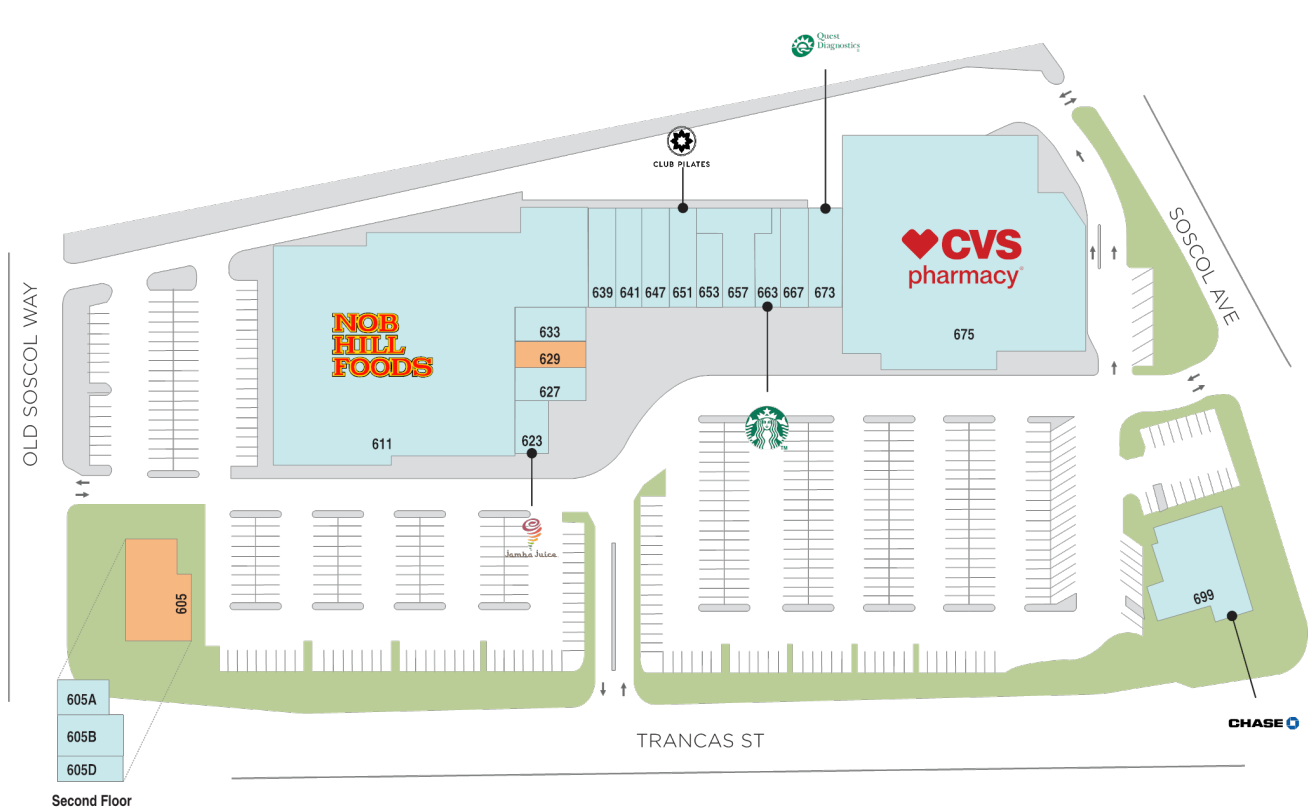 Quest
Diagnostics
CLUB PILATES
CVS
pharmacy
SOSCOL AVE
OLD SOSCOL WAY
639
641
647
651
653
657
663
667
673
675
NOB
HILL
FOODS
633
629
627
623
611
TM
Jamba Juice
605
699
605A
605B
605D
Second Floor
CHASE
TRANCAS ST